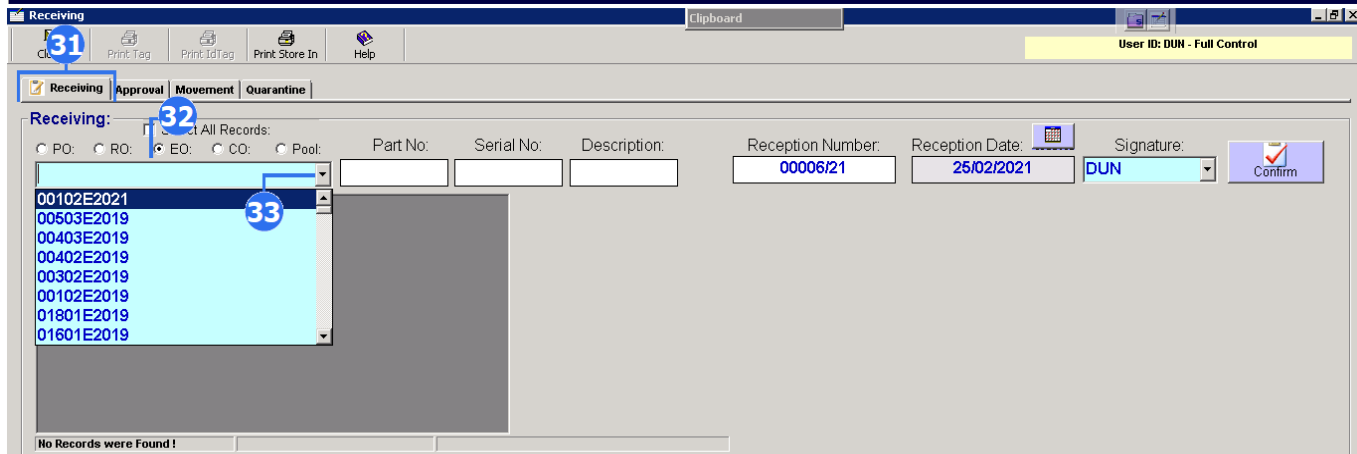 Receiving
Clipboard
Print Tag
Print IdTag
Print Store In
Help
User ID: DUN - Full Control
31
Receiving
Approval
Movement
Quarantine
Receiving:
32
All Records:
PO:
RO:
EO:
CO:
Pool:
Part No:
Serial No:
Description:
Reception Number:
Reception Date:
Signature:
00006/21
25/02/2021
DUN
Confirm
33
00102E2021
00503E2019
00403E2019
00402E2019
00302E2019
00102E2019
01801E2019
01601E2019
No Records were Found !